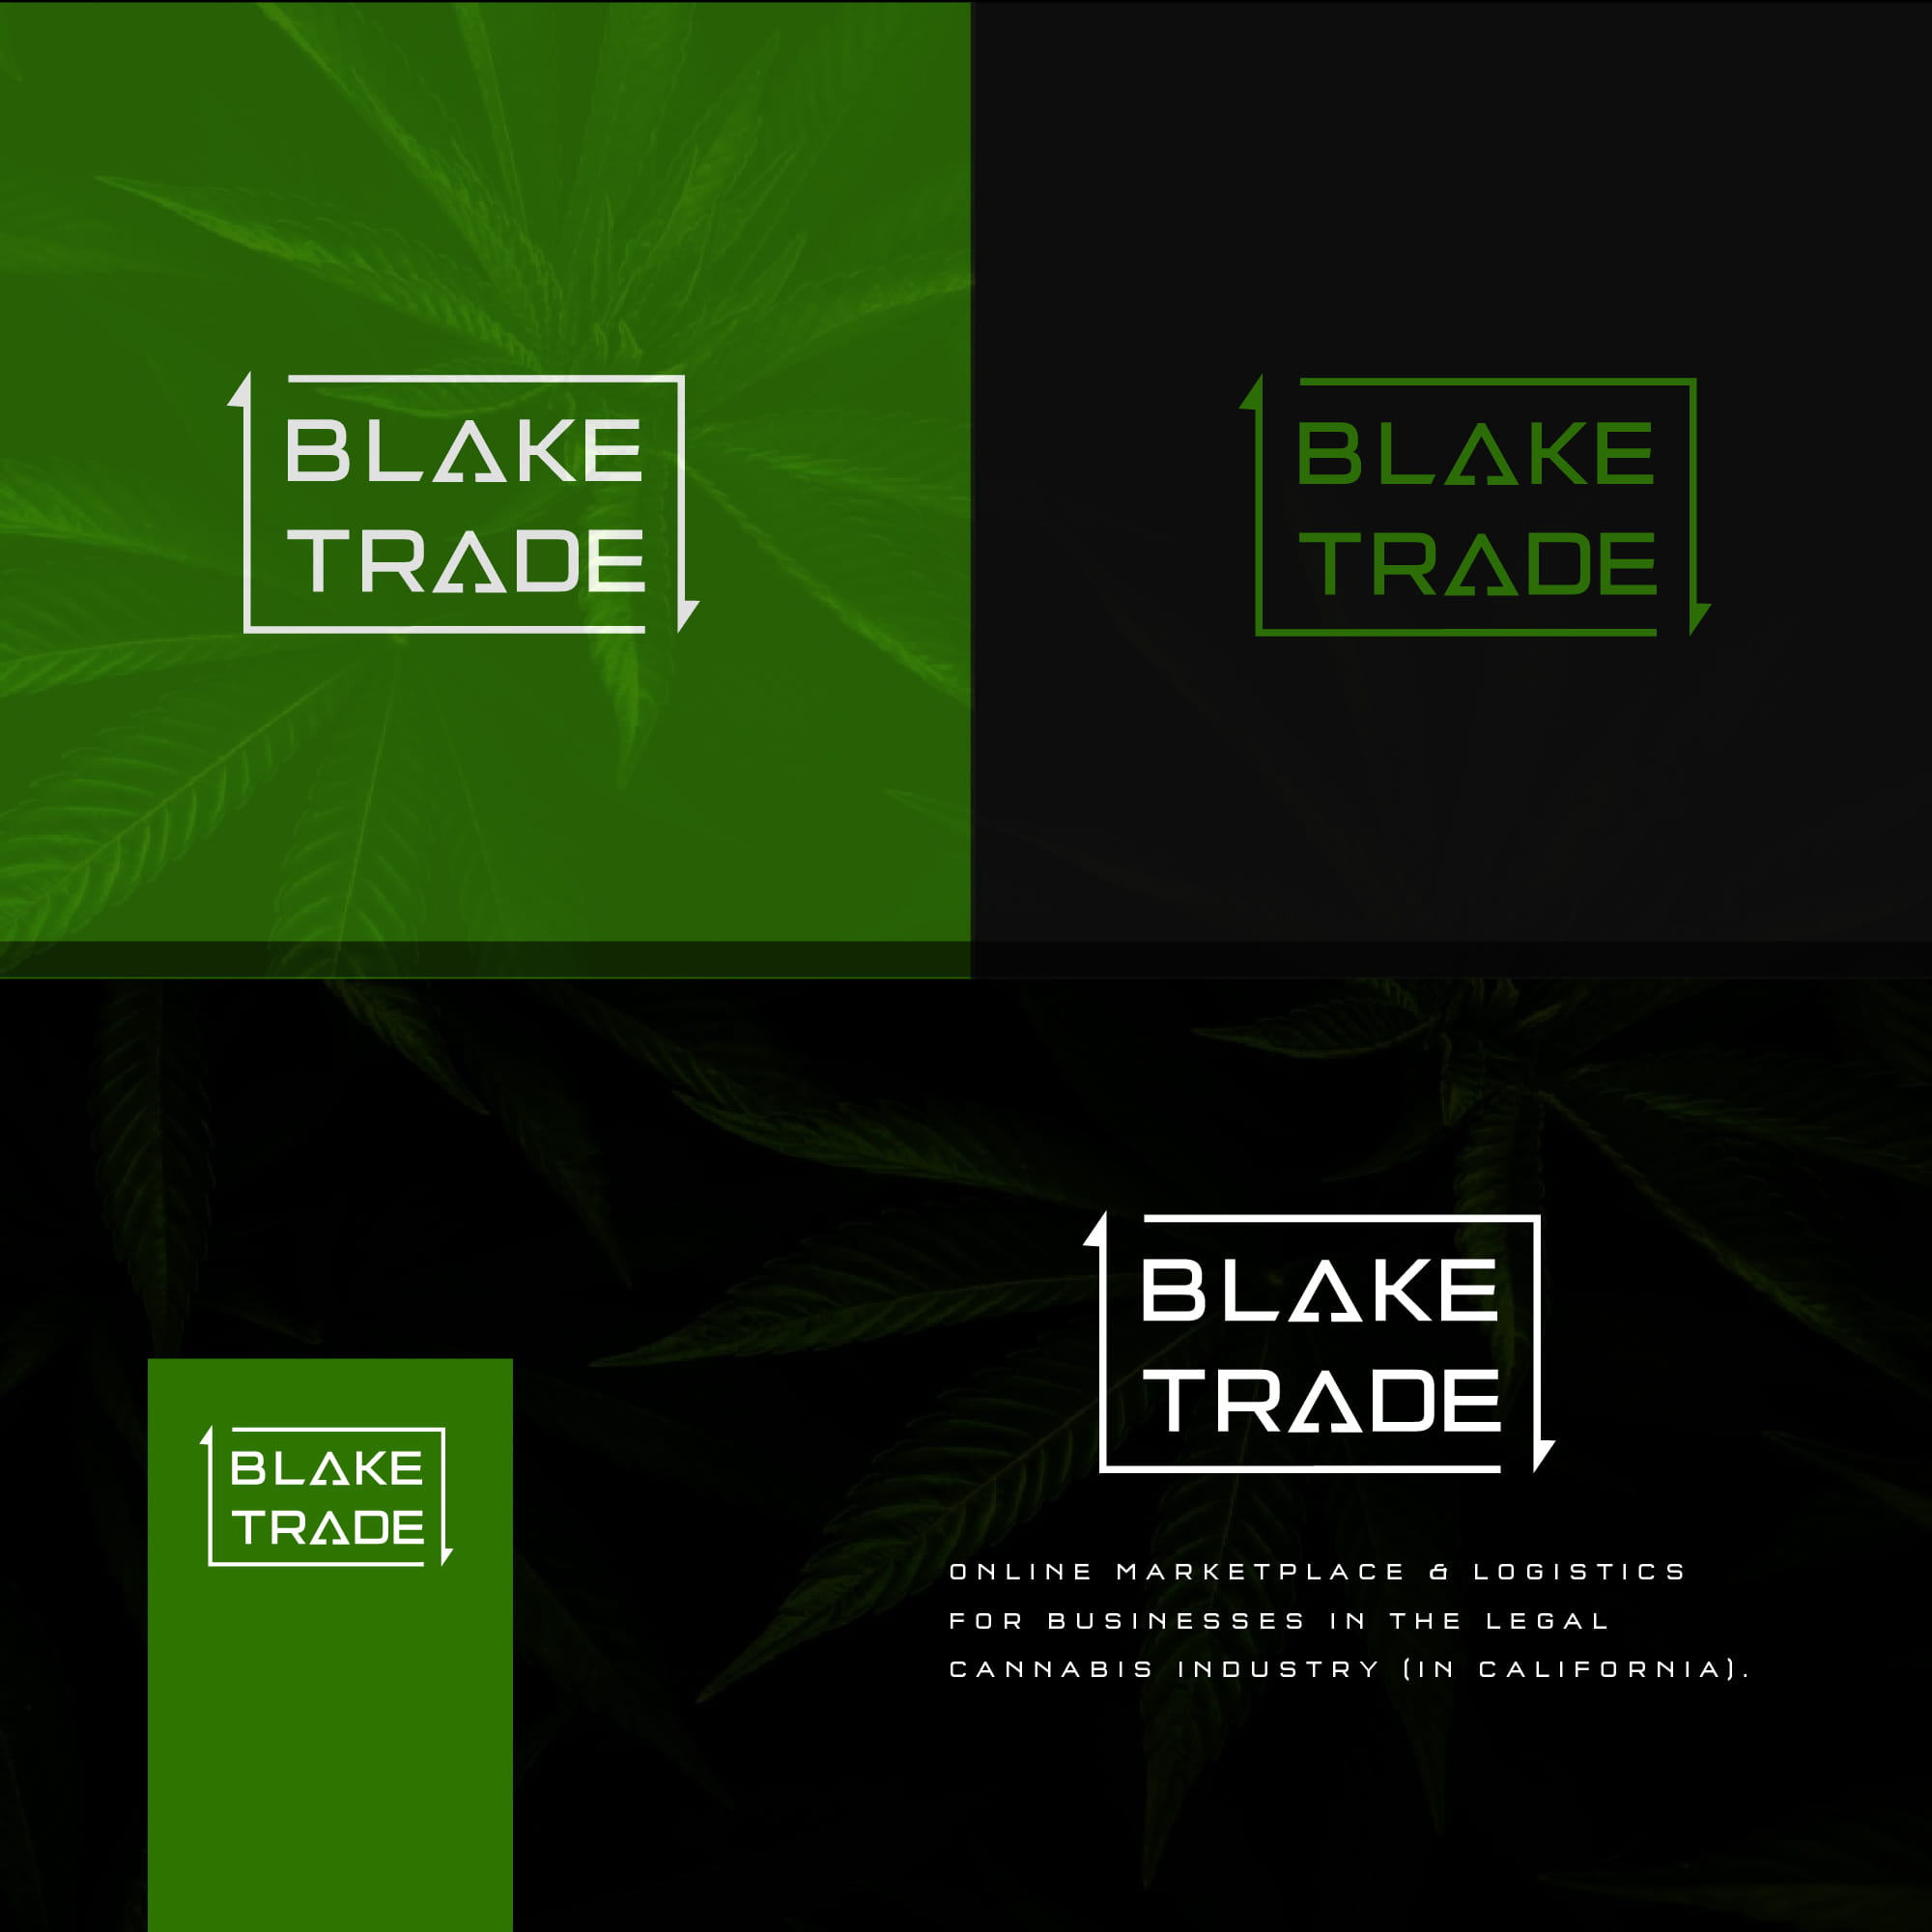 BLAKE
TRADE
BLAKE
TRADE
BLAKE
TRADE
BLAKE
TRADE
ONLINE MARKETPLACE & LOGISTICS
FOR BUSINESSES IN THE LEGAL
CANNABIS INDUSTRY (IN CALIFORNIA).